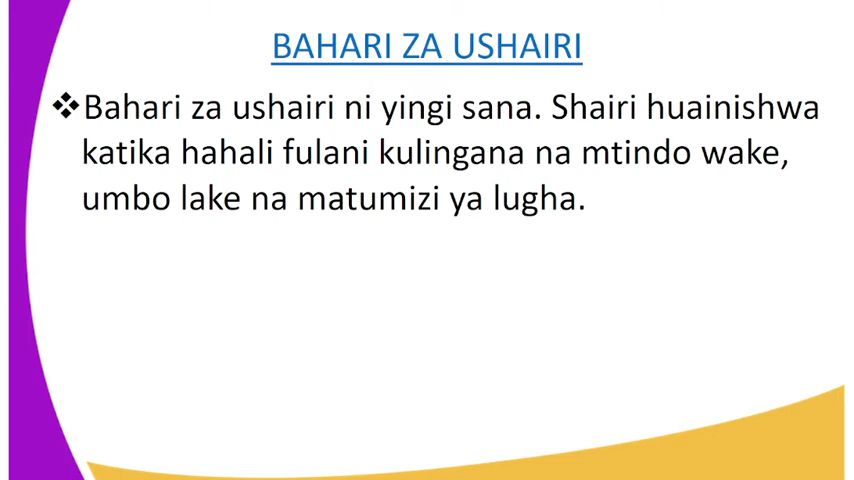 BAHARI ZA USHAIRI
❖Bahari za ushairi ni yingi sana. Shairi huainishwa
katika hahali fulani kulingana na mtindo wake,
umbo lake na matumizi ya lugha.